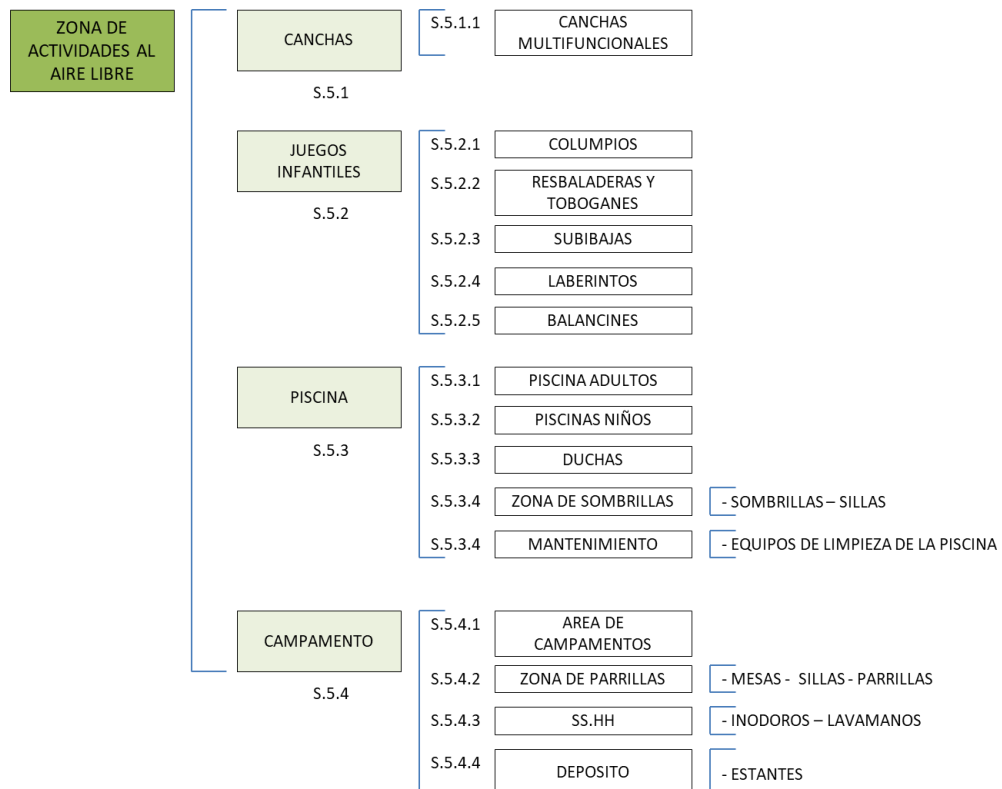 ZONA DE
ACTIVIDADES AL
AIRE LIBRE
CANCHAS
S.5.1
S.5.1.1
CANCHAS
MULTIFUNCIONALES
JUEGOS
INFANTILES
S.5.2
S.5.2.1
COLUMPIOS
S.5.2.2
RESBALADERAS Y
TOBOGANES
S.5.2.3
SUBIBAJAS
S.5.2.4
LABERINTOS
S.5.2.5
BALANCINES
PISCINA
S.5.3
S.5.3.1
PISCINA ADULTOS
S.5.3.2
PISCINAS NIÑOS
S.5.3.3
DUCHAS
S.5.3.4
ZONA DE SOMBRILLAS
- SOMBRILLAS – SILLAS
S.5.3.4
MANTENIMIENTO
- EQUIPOS DE LIMPIEZA DE LA PISCINA
CAMPAMENTO
S.5.4
S.5.4.1
AREA DE
CAMPAMENTOS
S.5.4.2
ZONA DE PARRILLAS
- MESAS - SILLAS - PARRILLAS
S.5.4.3
SS.HH
- INODOROS – LAVAMANOS
S.5.4.4
DEPOSITO
- ESTANTES